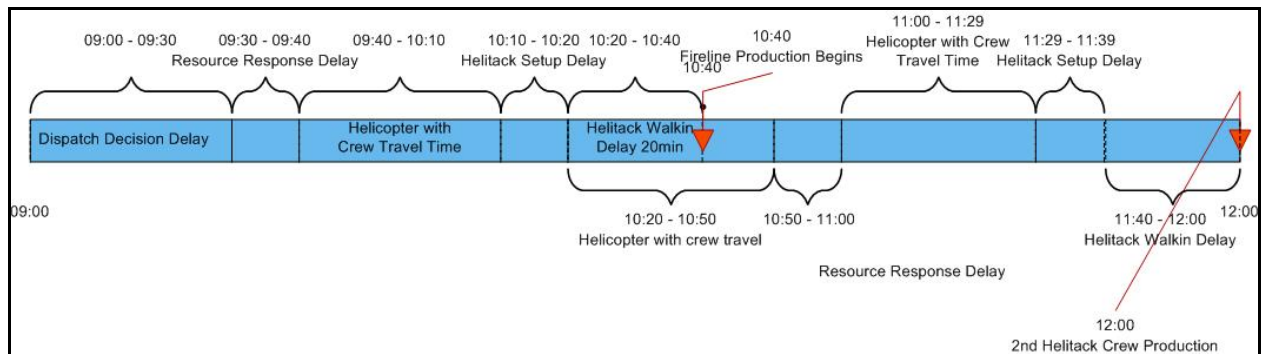 09:00 - 09:30
09:30 - 09:40
Resource Response Delay
09:40 - 10:10
10:10 - 10:20
Helitack Setup Delay
10:20 - 10:40
10:40
Fireline Production Begins
10:40
11:00 - 11:29
Helicopter with Crew
Travel Time
11:29 - 11:39
Helitack Setup Delay
Dispatch Decision Delay
Helicopter with
Crew Travel Time
Helitack Walkin
Delay 20min
09:00
10:20 - 10:50
Helicopter with crew travel
10:50 - 11:00
Resource Response Delay
11:40 - 12:00
Helitack Walkin Delay
12:00
12:00
2nd Helitack Crew Production